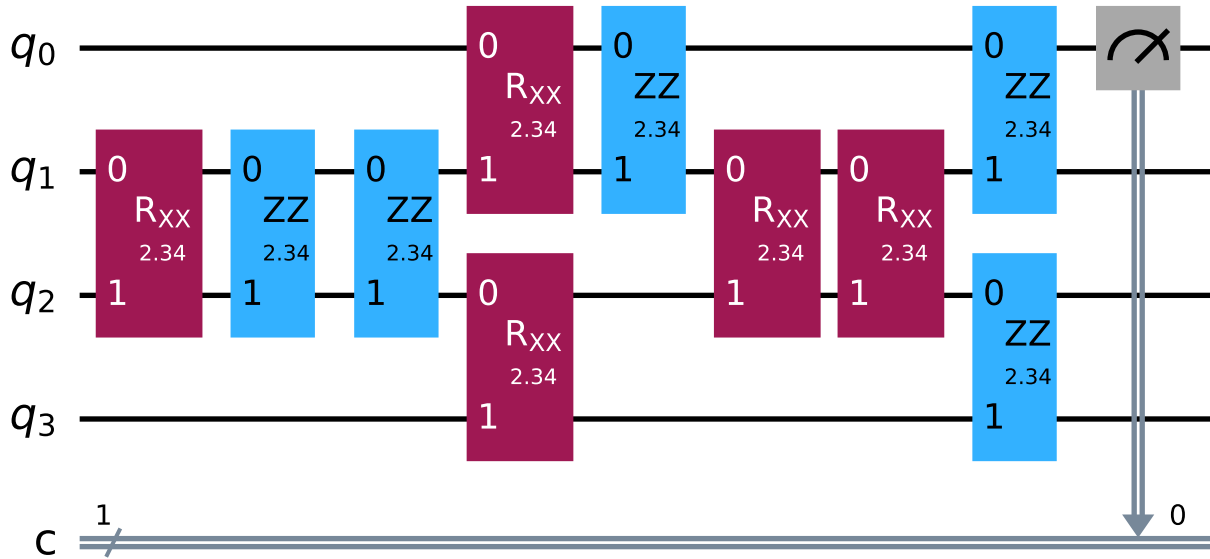 q0 0 0 0
RXX ZZ ZZ
2.34 2.34 2.34
q1 0 0 0 1 1 0 0 1
RXX ZZ ZZ RXX RXX
2.34 2.34 2.34 2.34 2.34
q2 1 1 1 0 1 1 0
RXX ZZ
2.34 2.34
q3 1 1
1 0
c